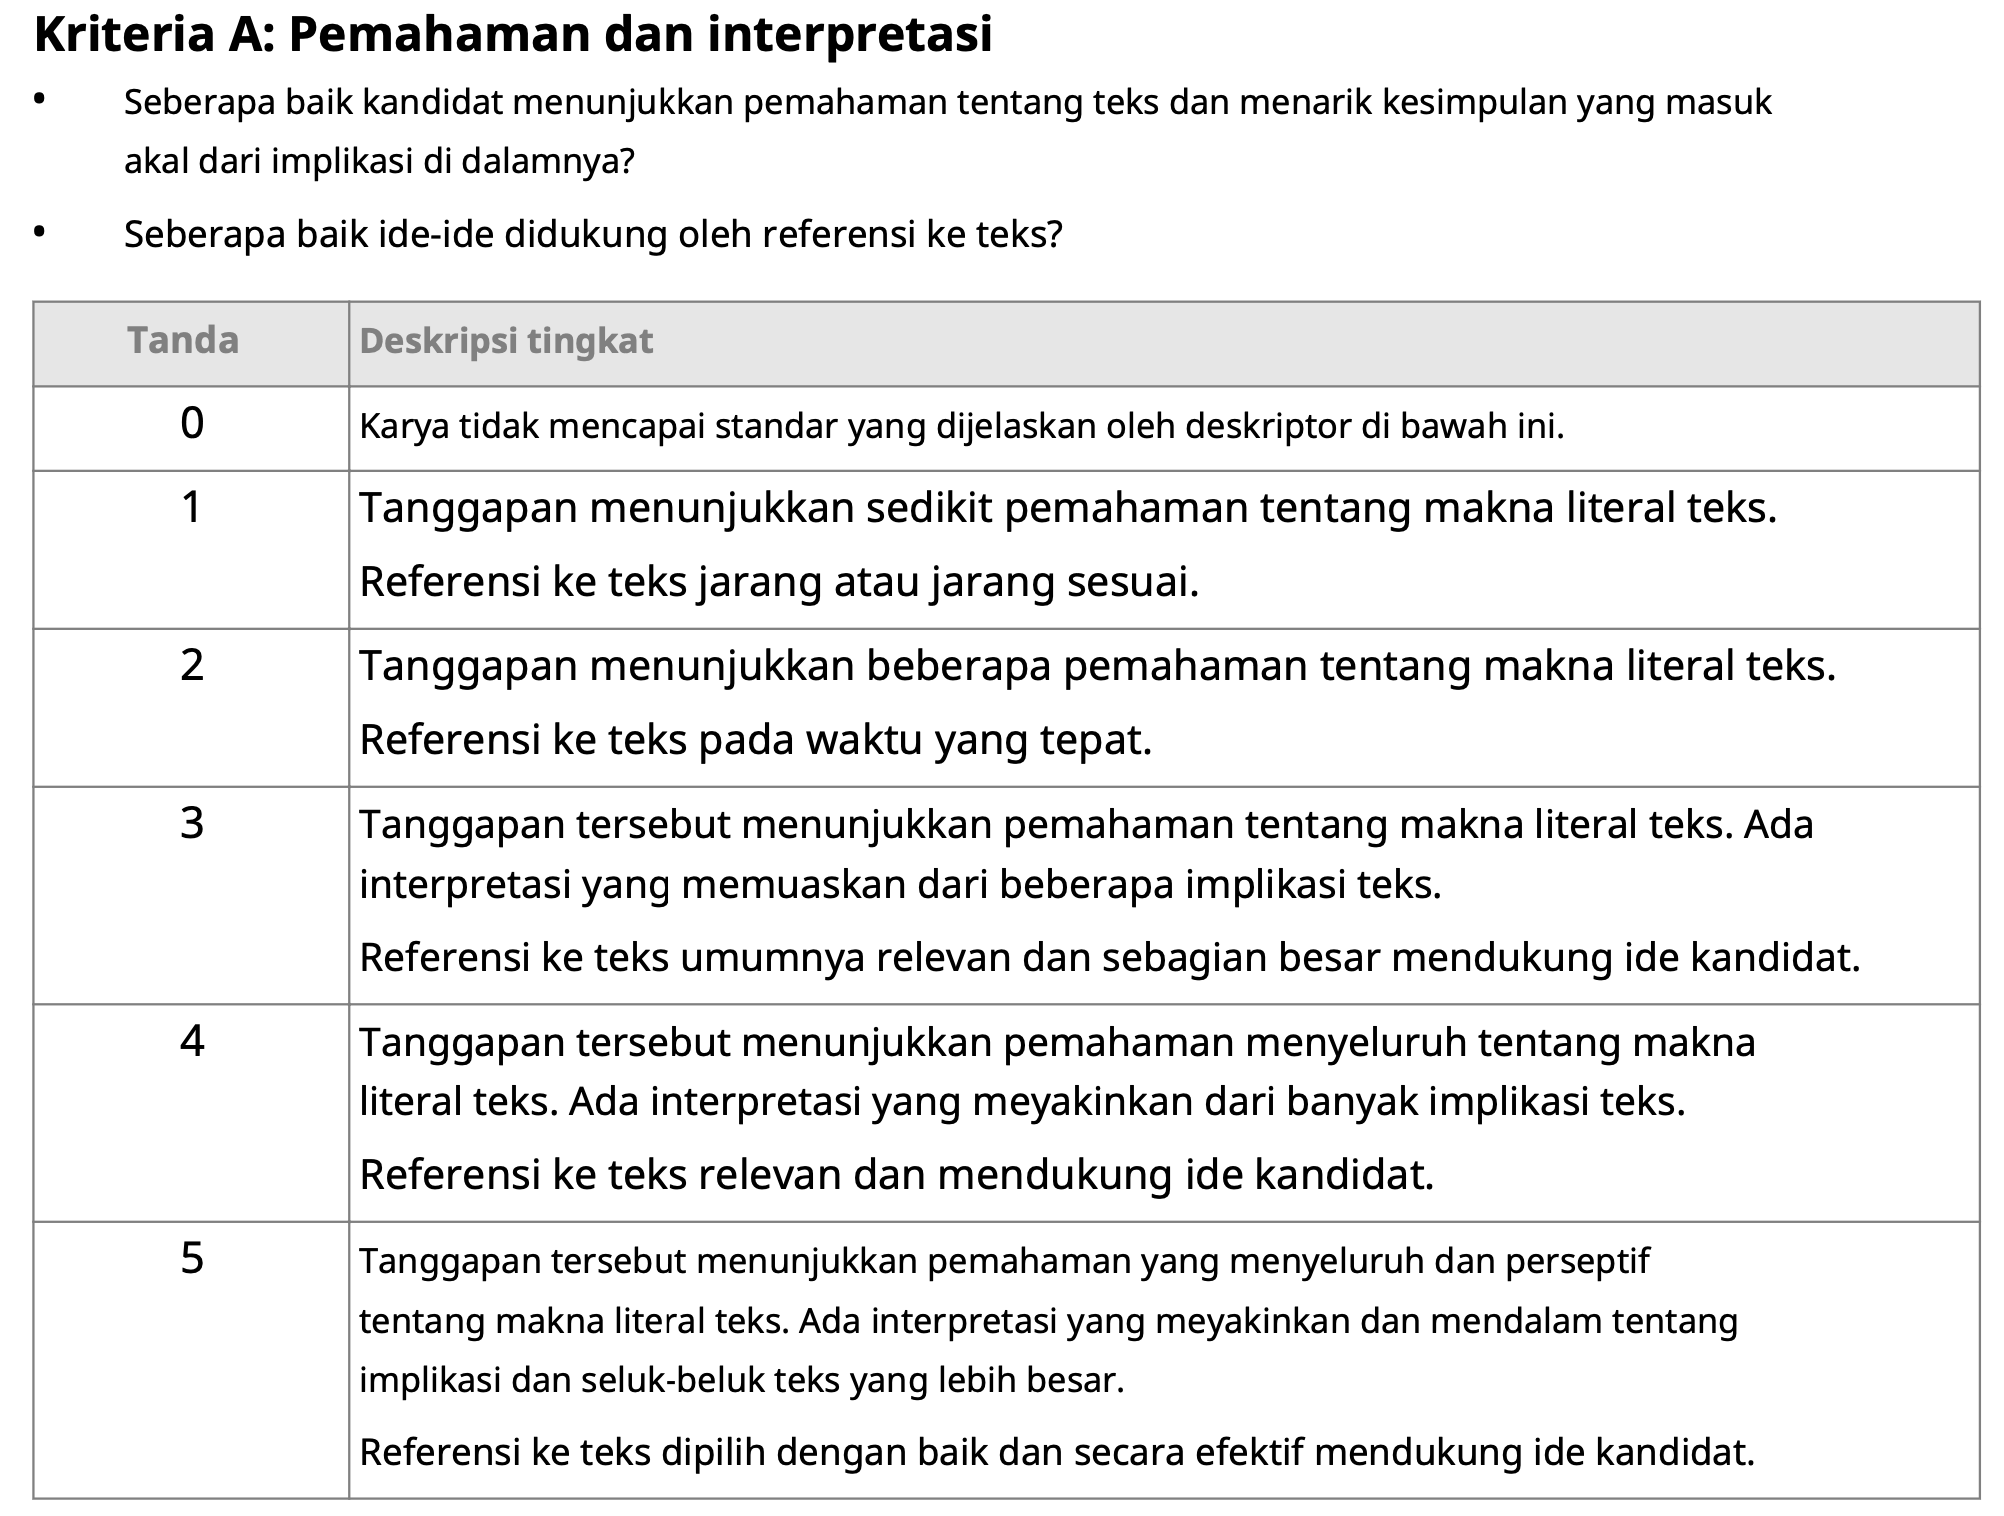 Kriteria A: Pemahaman dan interpretasi
• Seberapa baik kandidat menunjukkan pemahaman tentang teks dan menarik kesimpulan yang masuk
akal dari implikasi di dalamnya?
• Seberapa baik ide-ide didukung oleh referensi ke teks?
Tanda Deskripsi tingkat
0 Karya tidak mencapai standar yang dijelaskan oleh deskriptor di bawah ini.
1 Tanggapan menunjukkan sedikit pemahaman tentang makna literal teks.
Referensi ke teks jarang atau jarang sesuai.
2 Tanggapan menunjukkan beberapa pemahaman tentang makna literal teks.
Referensi ke teks pada waktu yang tepat.
3 Tanggapan tersebut menunjukkan pemahaman tentang makna literal teks. Ada
interpretasi yang memuaskan dari beberapa implikasi teks.
Referensi ke teks umumnya relevan dan sebagian besar mendukung ide kandidat.
4 Tanggapan tersebut menunjukkan pemahaman menyeluruh tentang makna
literal teks. Ada interpretasi yang meyakinkan dari banyak implikasi teks.
Referensi ke teks relevan dan mendukung ide kandidat.
5 Tanggapan tersebut menunjukkan pemahaman yang menyeluruh dan perseptif
tentang makna literal teks. Ada interpretasi yang meyakinkan dan mendalam tentang
implikasi dan seluk-beluk teks yang lebih besar.
Referensi ke teks dipilih dengan baik dan secara efektif mendukung ide kandidat.